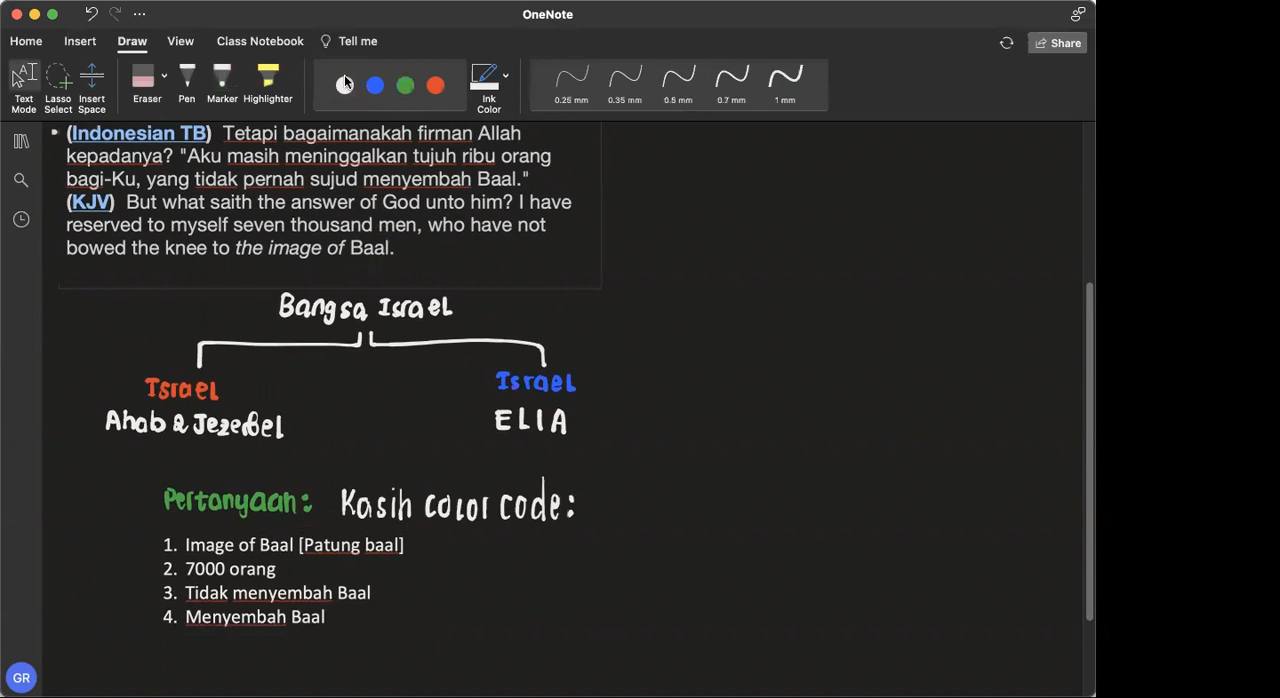 OneNote
Home Insert Draw View Class Notebook Tell me
Share
Text Mode
Lasso Select
Insert Space
Eraser
Pen
Marker
Highlighter
Ink Color
0.25 mm
0.35 mm
0.5 mm
0.7 mm
1 mm
• (Indonesian TB) Tetapi bagaimanakah firman Allah
kepadanya? "Aku masih meninggalkan tujuh ribu orang
bagi-Ku, yang tidak pernah sujud menyembah Baal."
(KJV) But what saith the answer of God unto him? I have
reserved to myself seven thousand men, who have not
bowed the knee to the image of Baal.
Bangsa Israel
Israel Israel
Ahab & Jezebel ELIA
Pertanyaan: Kasih color code:
1. Image of Baal [Patung baal]
2. 7000 orang
3. Tidak menyembah Baal
4. Menyembah Baal
GR